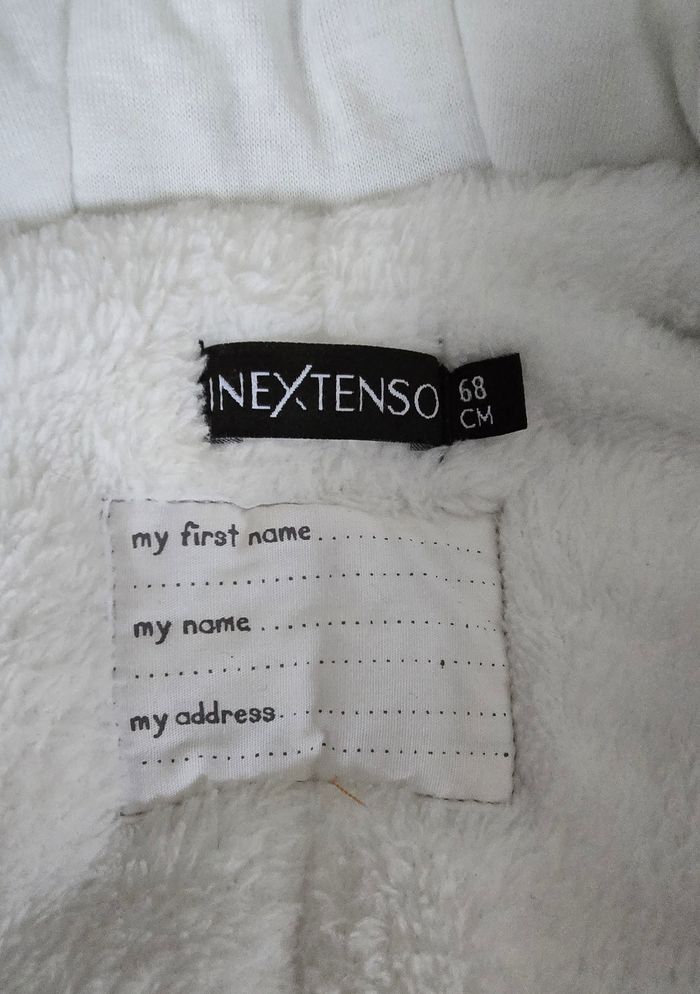 INEXTENSO
68
CM
my first name....................
........................................
my name........................
........................................
my address.....................
........................................